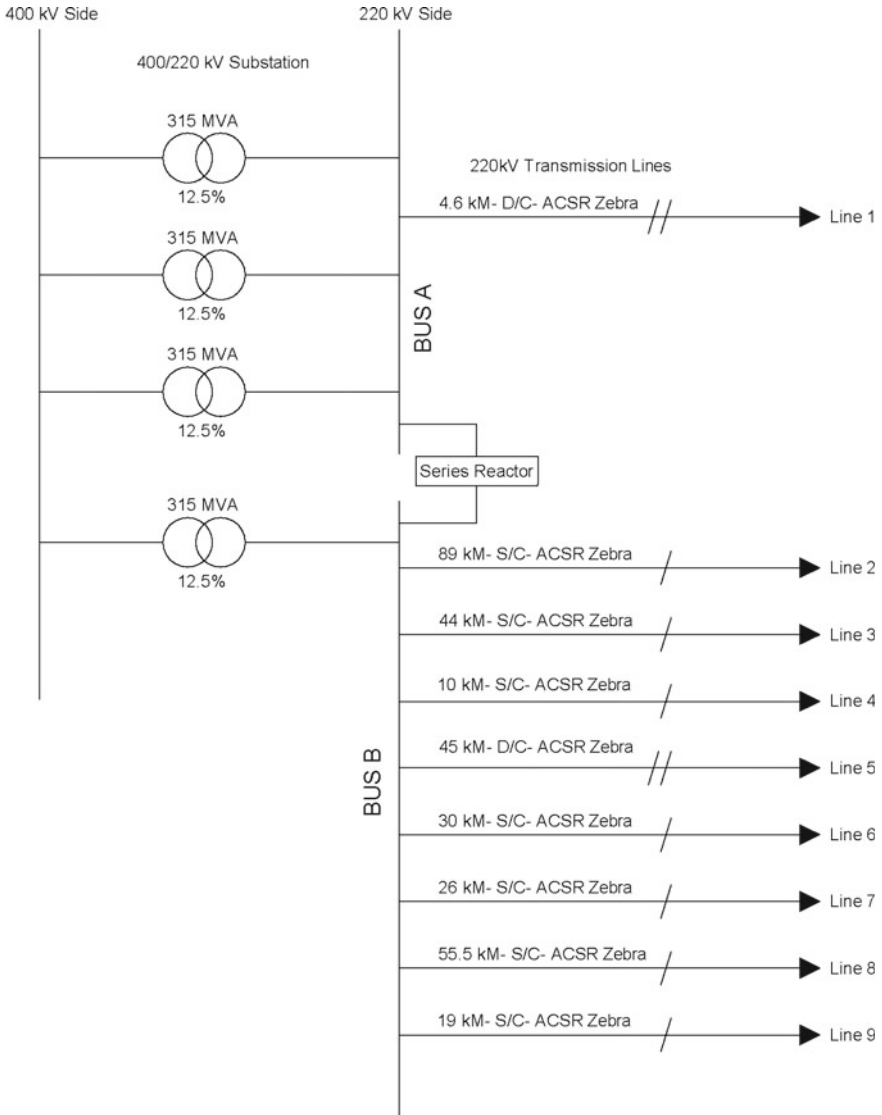 400 kV Side
220 kV Side
400/220 kV Substation
315 MVA
12.5%
220kV Transmission Lines
4.6 kM- D/C- ACSR Zebra
Line 1
315 MVA
12.5%
BUS A
315 MVA
12.5%
Series Reactor
315 MVA
12.5%
89 kM- S/C- ACSR Zebra
Line 2
44 kM- S/C- ACSR Zebra
Line 3
10 kM- S/C- ACSR Zebra
Line 4
45 kM- D/C- ACSR Zebra
Line 5
BUS B
30 kM- S/C- ACSR Zebra
Line 6
26 kM- S/C- ACSR Zebra
Line 7
55.5 kM- S/C- ACSR Zebra
Line 8
19 kM- S/C- ACSR Zebra
Line 9